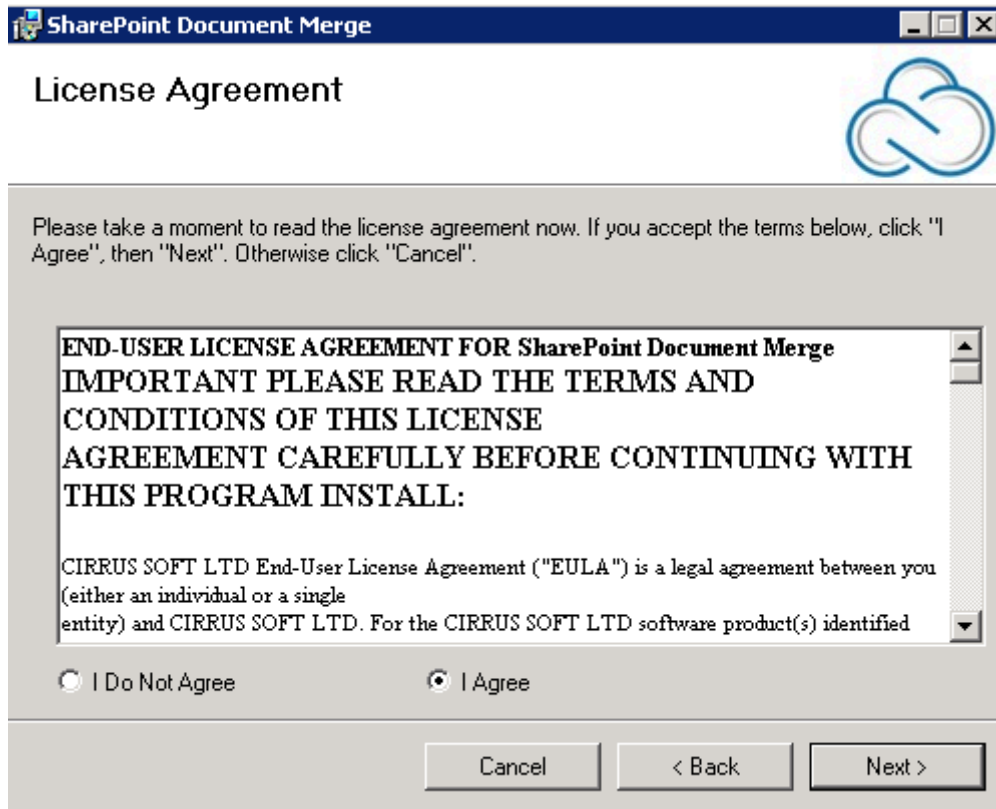 SharePoint Document Merge
License Agreement
Please take a moment to read the license agreement now. If you accept the terms below, click "I
Agree", then "Next". Otherwise click "Cancel".
END-USER LICENSE AGREEMENT FOR SharePoint Document Merge
IMPORTANT PLEASE READ THE TERMS AND
CONDITIONS OF THIS LICENSE
AGREEMENT CAREFULLY BEFORE CONTINUING WITH
THIS PROGRAM INSTALL:
CIRRUS SOFT LTD End-User License Agreement ("EULA") is a legal agreement between you
(either an individual or a single
entity) and CIRRUS SOFT LTD. For the CIRRUS SOFT LTD software product(s) identified
I Do Not Agree
I Agree
Cancel
< Back
Next >